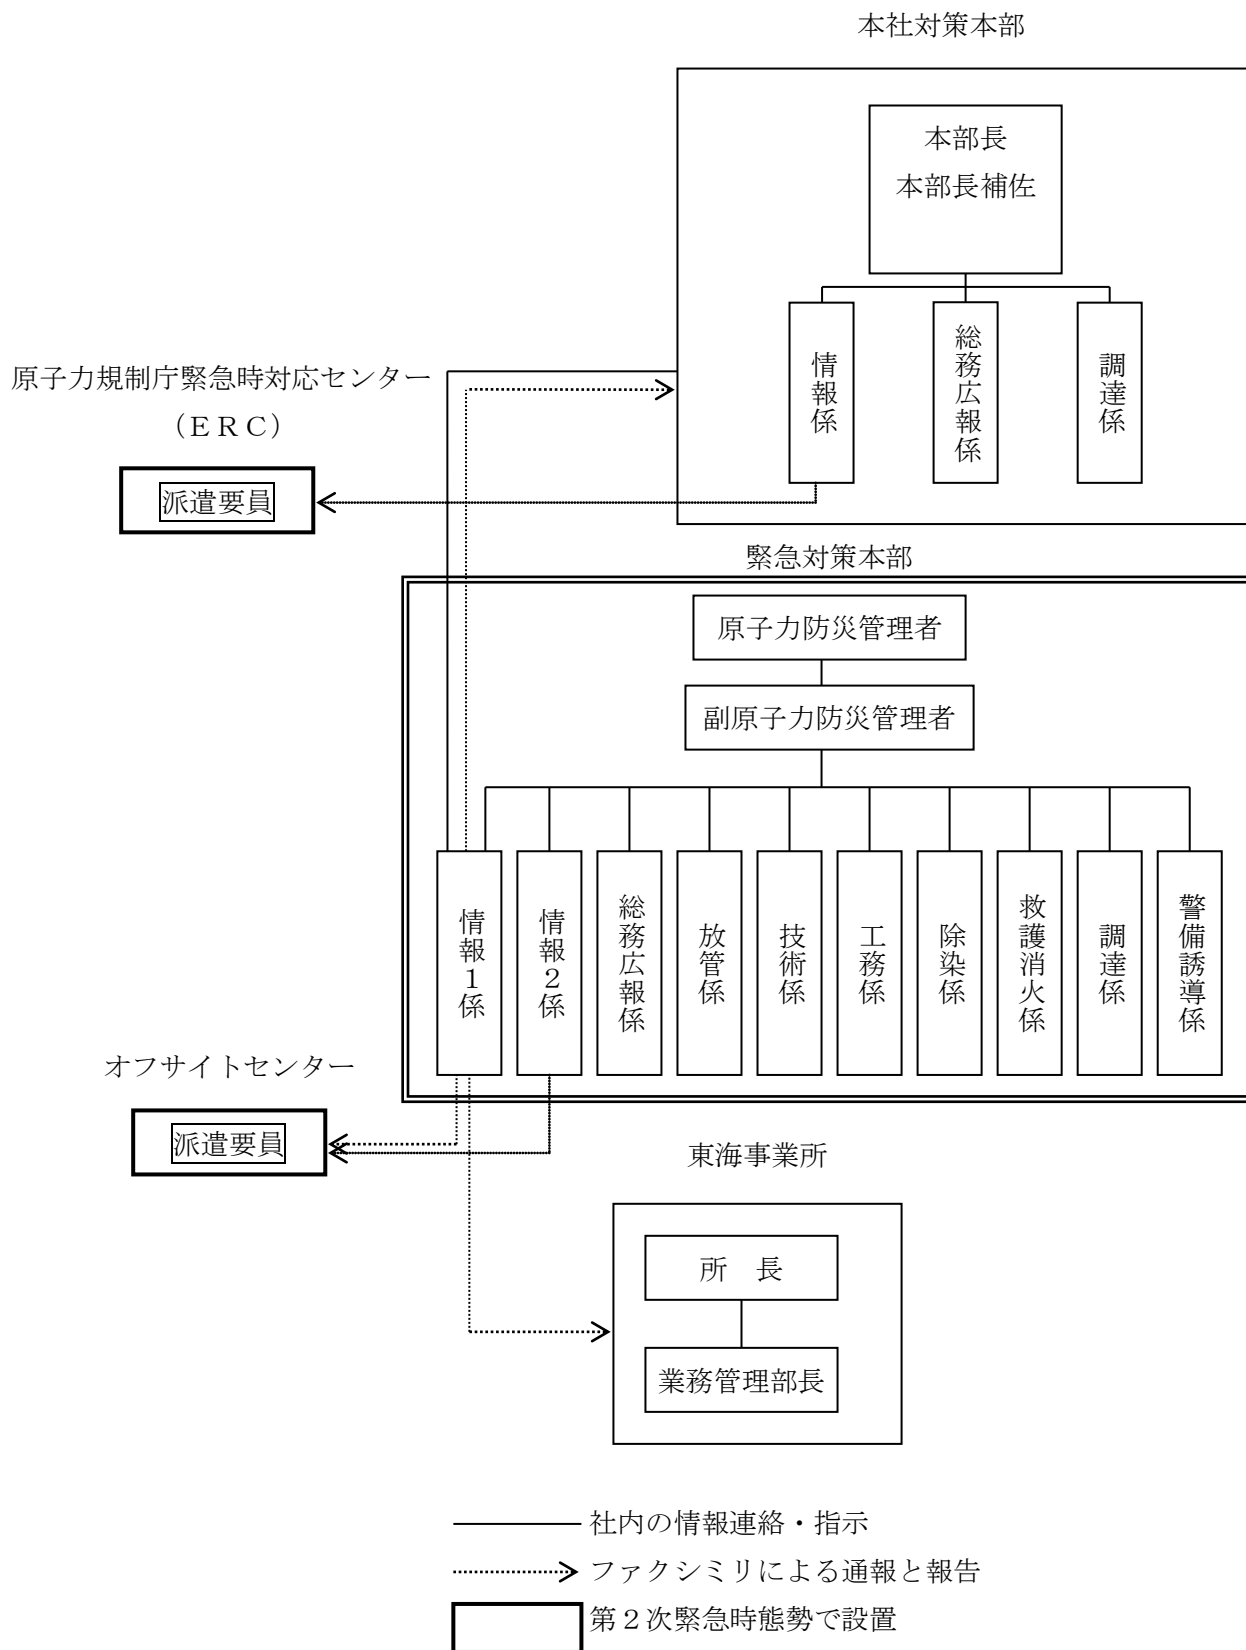 本社対策本部
本部長
本部長補佐
情報係
総務広報係
調達係
原子力規制庁緊急時対応センター
（ＥＲＣ）
派遣要員
緊急対策本部
原子力防災管理者
副原子力防災管理者
情報１係
情報２係
総務広報係
放管係
技術係
工務係
除染係
救護消火係
調達係
警備誘導係
オフサイトセンター
派遣要員
東海事業所
所　長
業務管理部長
社内の情報連絡・指示
ファクシミリによる通報と報告
第２次緊急時態勢で設置